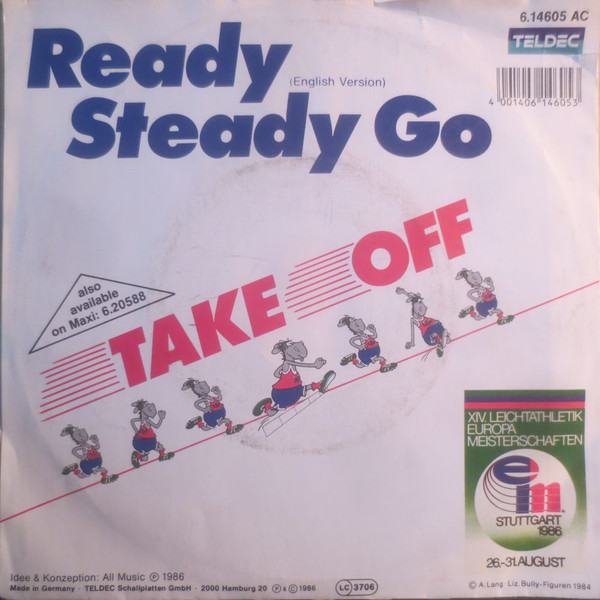 6.14605 AC
TELDEC
Ready
(English Version)
Steady Go
4 001406 146053
TAKE OFF
also
available
on Maxi: 6.20588
XIV. LEICHTATHLETIK
EUROPA
MEISTERSCHAFTEN
em
STUTTGART
1986
26.-31.AUGUST
Idee & Konzeption: All Music Ⓟ 1986
Made in Germany - TELDEC Schallplatten GmbH - 2000 Hamburg 20 Ⓟ & © 1986
LC 3706
© A.Lang Liz. Bully-Figuren 1984